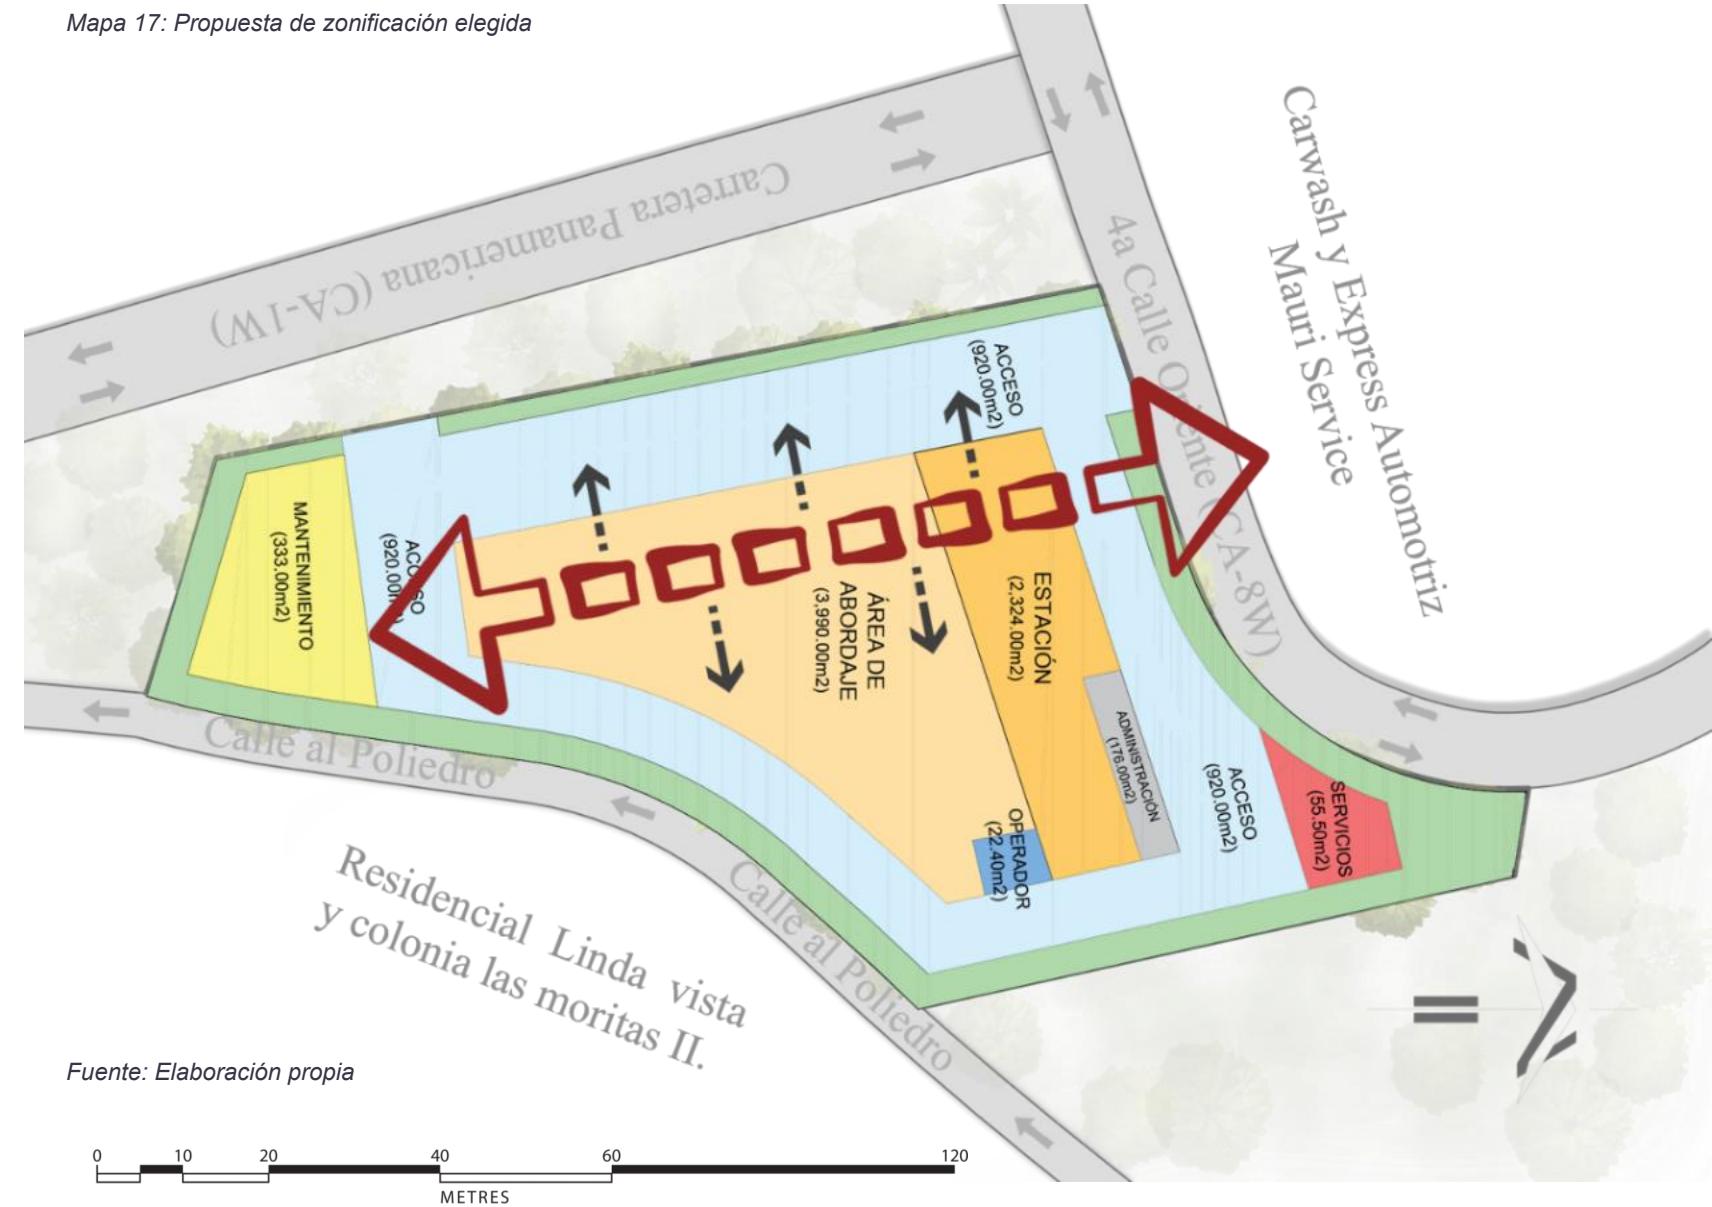 Mapa 17: Propuesta de zonificación elegida
Carretera Panamericana (CA-1W)
4a Calle Oriente (CA-8W)
Carwash y Express Automotriz
Mauri Service
ACCESO
(920.00m2)
MANTENIMIENTO
(333.00m2)
ACCESO
(920.00m2)
ÁREA DE
ABORDAJE
(3,990.00m2)
ESTACIÓN
(2,324.00m2)
ADMINISTRACIÓN
(176.00m2)
OPERADOR
(22.40m2)
ACCESO
(920.00m2)
SERVICIOS
(55.50m2)
Calle al Poliedro
Calle al Poliedro
Residencial Linda vista
y colonia las moritas II.
Fuente: Elaboración propia
0 10 20 40 60 120
METRES